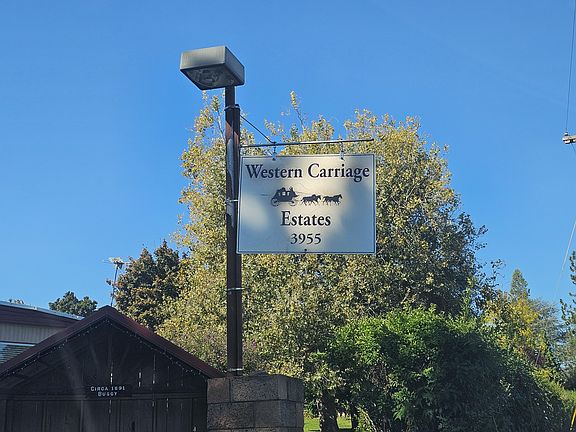 Western Carriage
Estates
3955
Circa 1891
Buggy